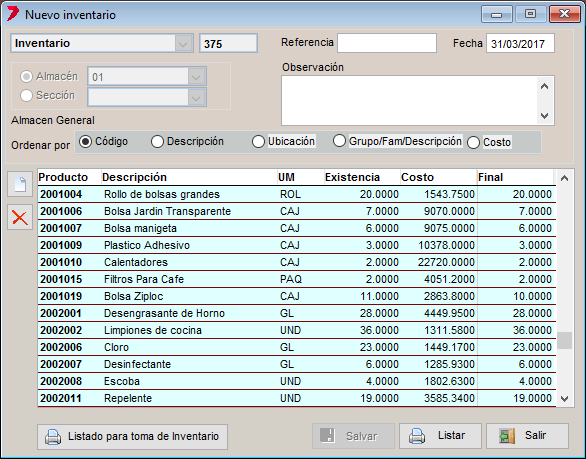 Nuevo inventario
Inventario 375 Referencia Fecha 31/03/2017
Almacén 01 Observación
Sección
Almacen General
Ordenar por Código Descripción Ubicación Grupo/Fam/Descripción Costo
Producto Descripción UM Existencia Costo Final
2001004 Rollo de bolsas grandes ROL 20.0000 1543.7500 20.0000
2001006 Bolsa Jardin Transparente CAJ 7.0000 9070.0000 7.0000
2001007 Bolsa manigeta CAJ 6.0000 9075.0000 6.0000
2001009 Plastico Adhesivo CAJ 3.0000 10378.0000 3.0000
2001010 Calentadores CAJ 2.0000 22720.0000 2.0000
2001015 Filtros Para Cafe PAQ 2.0000 4051.2000 2.0000
2001019 Bolsa Ziploc CAJ 11.0000 2863.8000 10.0000
2002001 Desengrasante de Horno GL 28.0000 4449.9500 28.0000
2002002 Limpiones de cocina UND 36.0000 1311.5800 36.0000
2002006 Cloro GL 23.0000 1449.1700 23.0000
2002007 Desinfectante GL 6.0000 1285.9300 6.0000
2002008 Escoba UND 4.0000 1802.6300 4.0000
2002011 Repelente UND 19.0000 3585.3400 19.0000
Listado para toma de Inventario Salvar Listar Salir